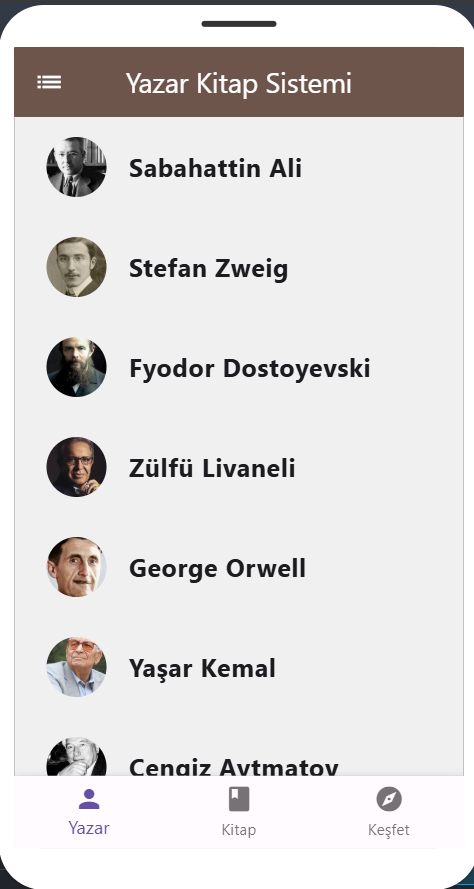 Yazar Kitap Sistemi
Sabahattin Ali
Stefan Zweig
Fyodor Dostoyevski
Zülfü Livaneli
George Orwell
Yaşar Kemal
Cengiz Aytmatov
Yazar
Kitap
Keşfet